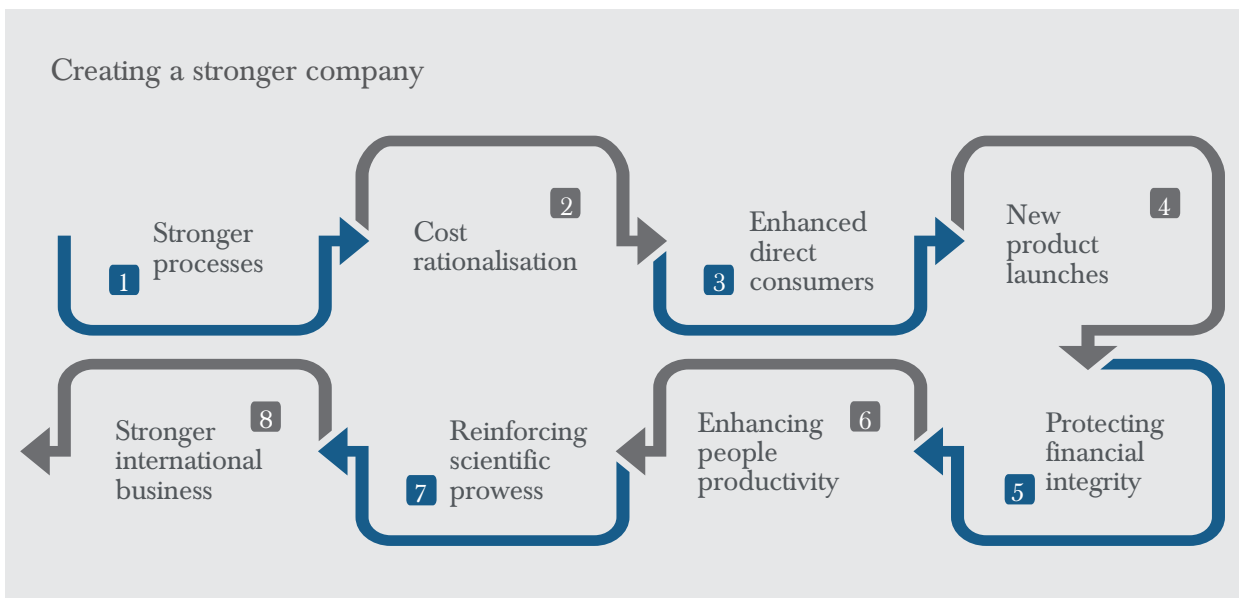 Creating a stronger company
1
Stronger
processes
2
Cost
rationalisation
3
Enhanced
direct
consumers
4
New
product
launches
5
Protecting
financial
integrity
6
Enhancing
people
productivity
7
Reinforcing
scientific
prowess
8
Stronger
international
business